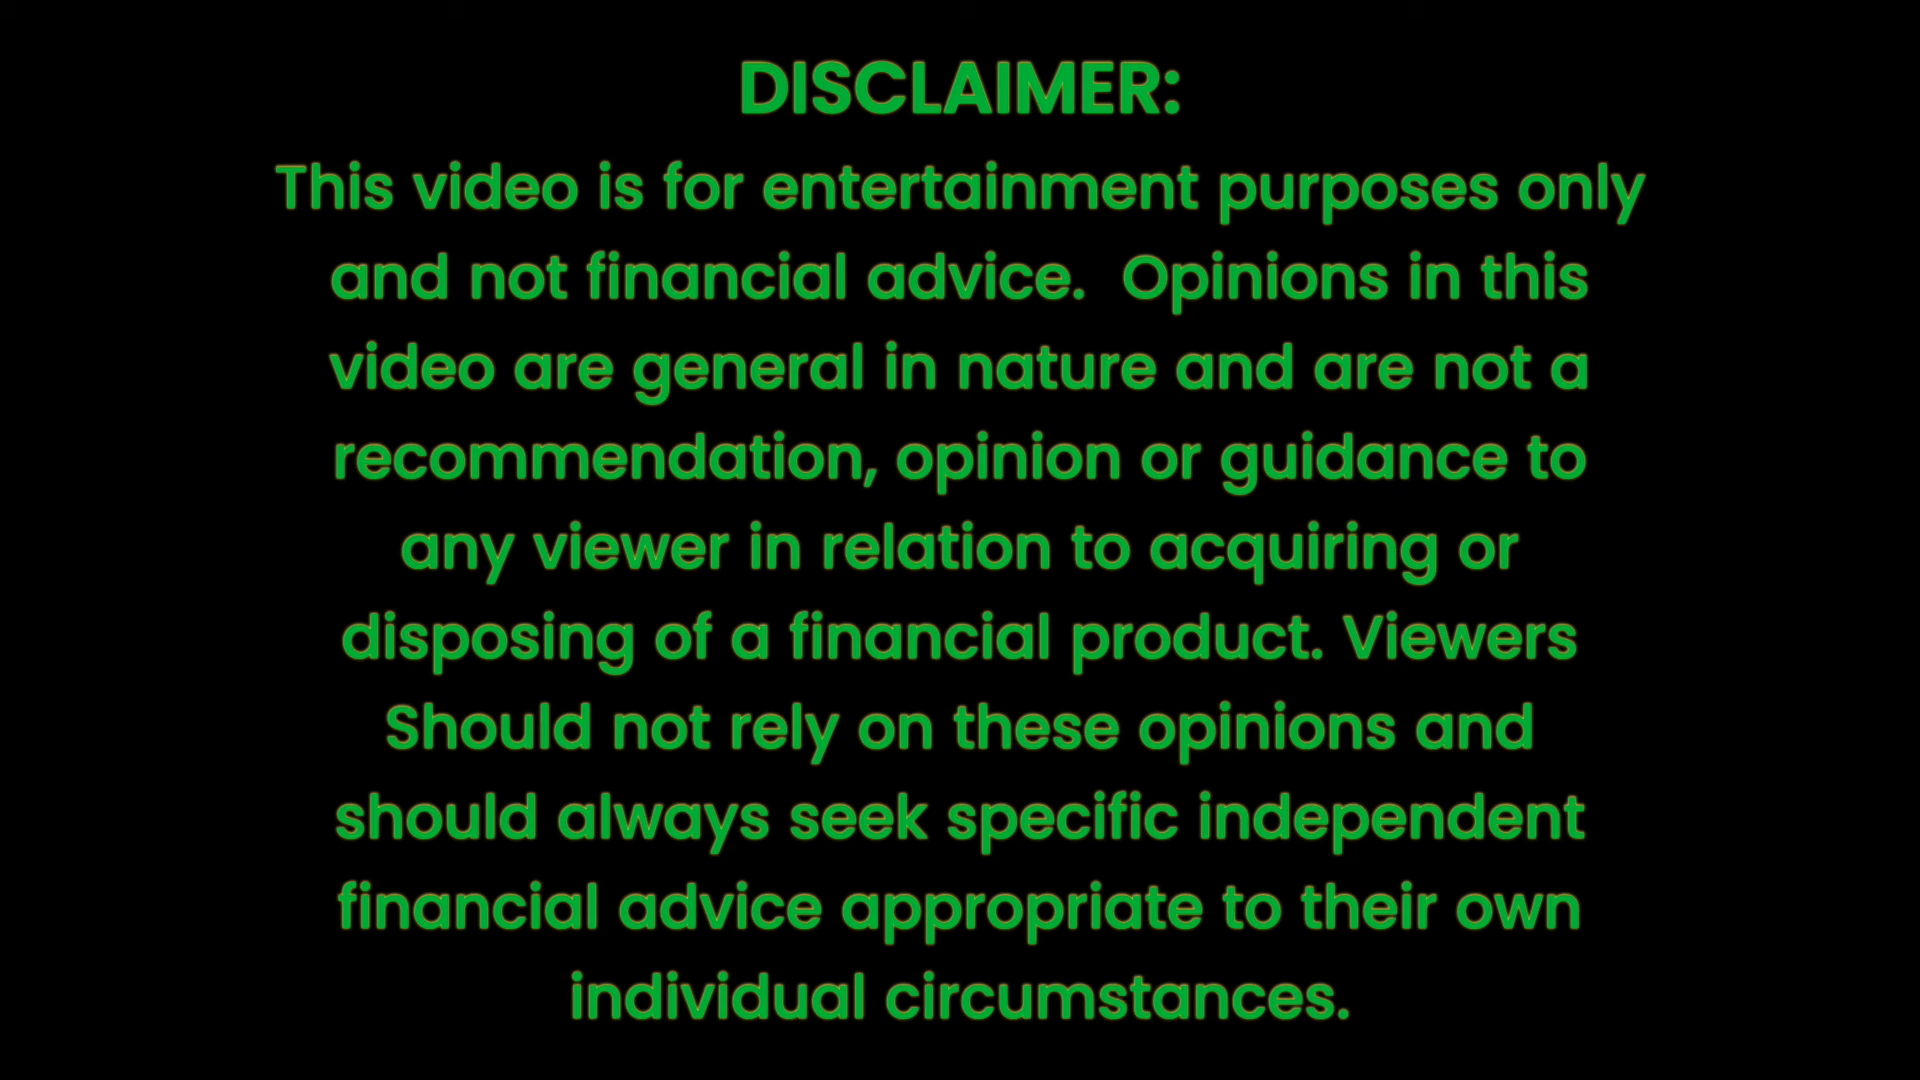 DISCLAIMER:
This video is for entertainment purposes only
and not financial advice.  Opinions in this
video are general in nature and are not a
recommendation, opinion or guidance to
any viewer in relation to acquiring or
disposing of a financial product. Viewers
Should not rely on these opinions and
should always seek specific independent
financial advice appropriate to their own
individual circumstances.